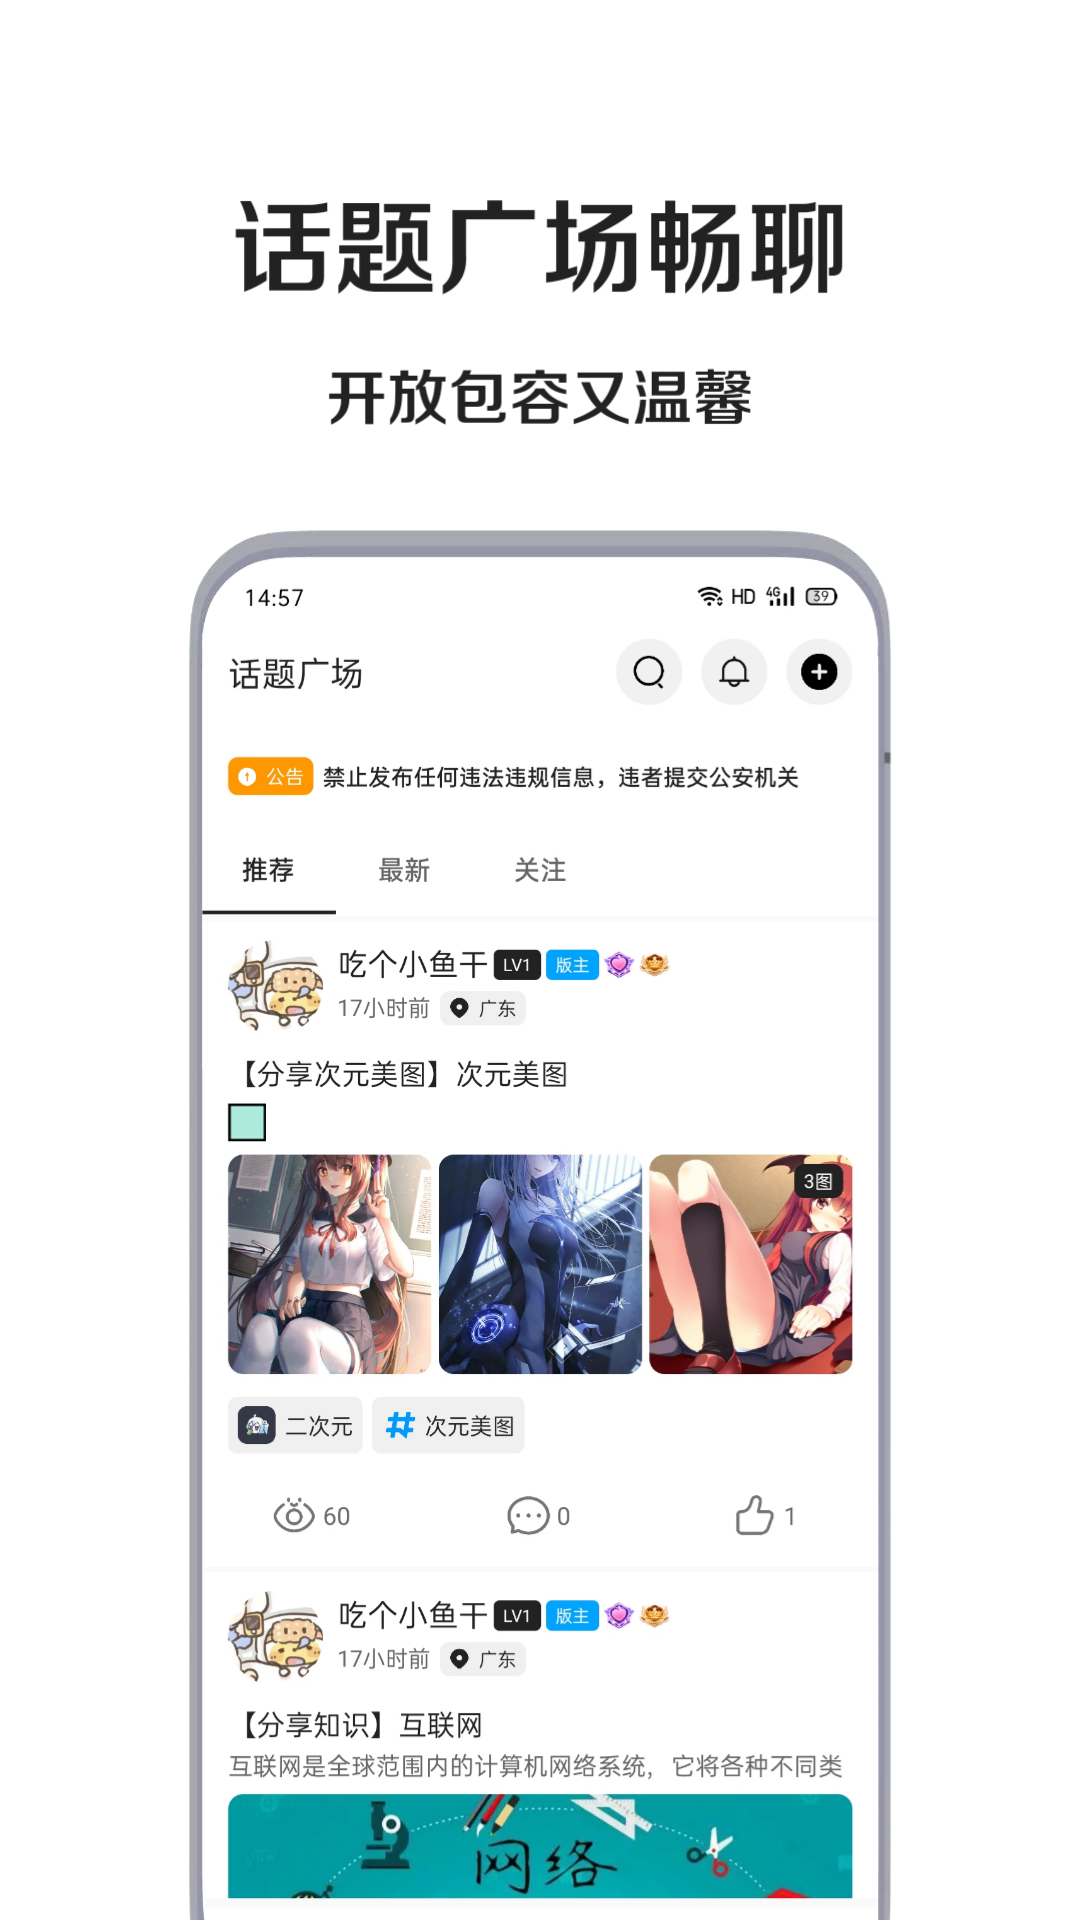 话题广场畅聊
开放包容又温馨
14:57 HD 4G 39
话题广场
公告 禁止发布任何违法违规信息，违者提交公安机关
推荐 最新 关注
吃个小鱼干 LV1 版主
17小时前 广东
【分享次元美图】次元美图
3图
二次元 次元美图
60 0 1
吃个小鱼干 LV1 版主
17小时前 广东
【分享知识】互联网
互联网是全球范围内的计算机网络系统，它将各种不同类
网络